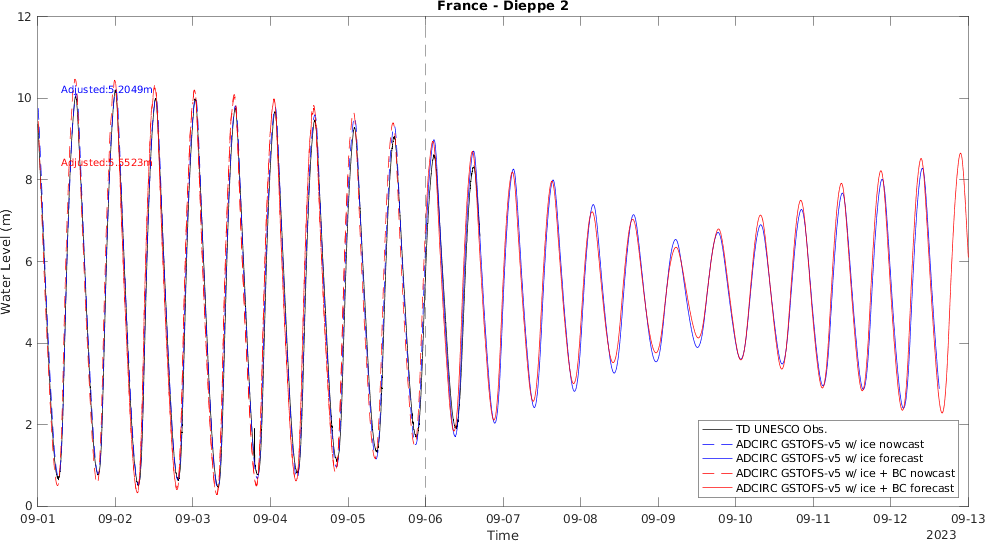 France - Dieppe 2
12
10
8
6
4
2
0
Water Level (m)
Adjusted:5.2049m
Adjusted:5.5523m
TD UNESCO Obs.
ADCIRC GSTOFS-v5 w/ ice nowcast
ADCIRC GSTOFS-v5 w/ ice forecast
ADCIRC GSTOFS-v5 w/ ice + BC nowcast
ADCIRC GSTOFS-v5 w/ ice + BC forecast
09-01 09-02 09-03 09-04 09-05 09-06 09-07 09-08 09-09 09-10 09-11 09-12 09-13
Time
2023